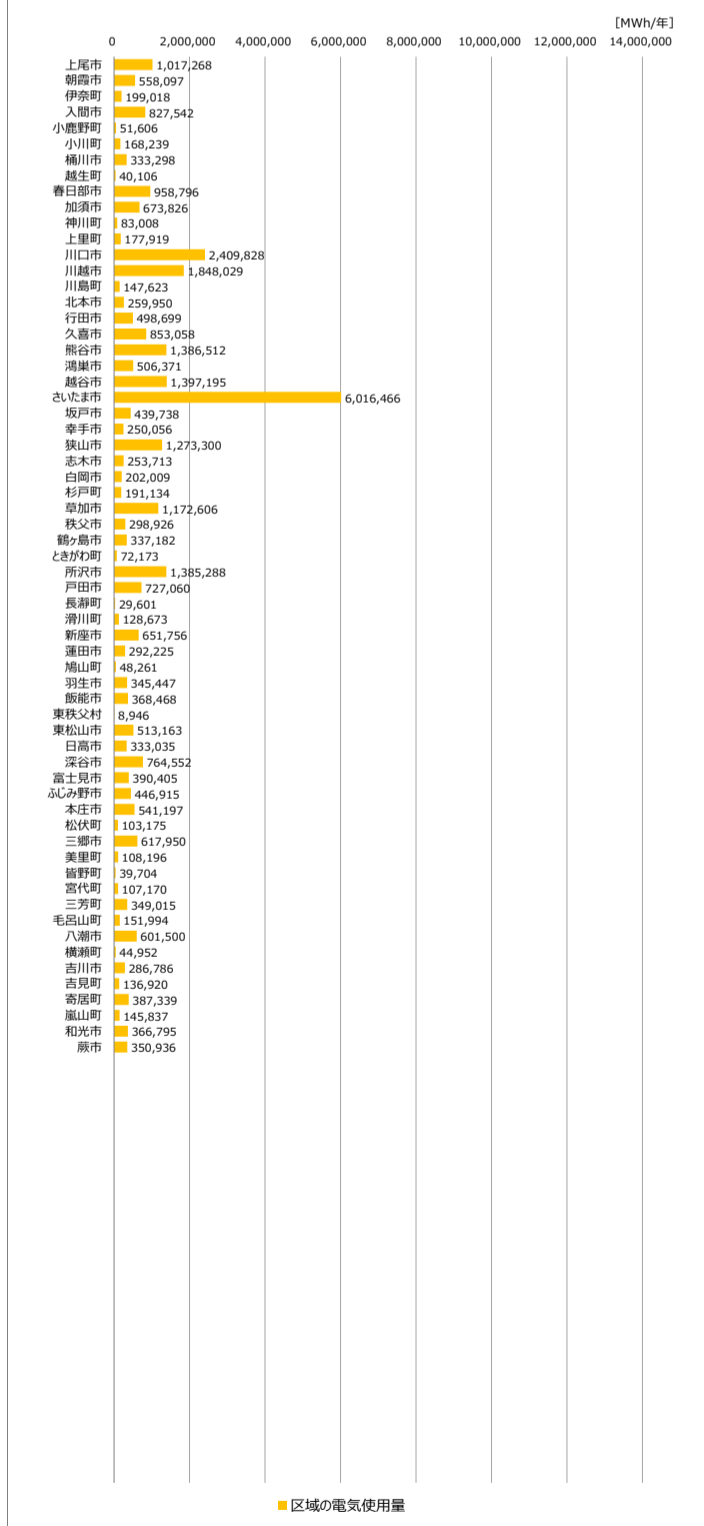 [MWh/年]
0 2,000,000 4,000,000 6,000,000 8,000,000 10,000,000 12,000,000 14,000,000
上尾市 1,017,268
朝霞市 558,097
伊奈町 199,018
入間市 827,542
小鹿野町 51,606
小川町 168,239
桶川市 333,298
越生町 40,106
春日部市 958,796
加須市 673,826
神川町 83,008
上里町 177,919
川口市 2,409,828
川越市 1,848,029
川島町 147,623
北本市 259,950
行田市 498,699
久喜市 853,058
熊谷市 1,386,512
鴻巣市 506,371
越谷市 1,397,195
さいたま市 6,016,466
坂戸市 439,738
幸手市 250,056
狭山市 1,273,300
志木市 253,713
白岡市 202,009
杉戸町 191,134
草加市 1,172,606
秩父市 298,926
鶴ヶ島市 337,182
ときがわ町 72,173
所沢市 1,385,288
戸田市 727,060
長瀞町 29,601
滑川町 128,673
新座市 651,756
蓮田市 292,225
鳩山町 48,261
羽生市 345,447
飯能市 368,468
東秩父村 8,946
東松山市 513,163
日高市 333,035
深谷市 764,552
富士見市 390,405
ふじみ野市 446,915
本庄市 541,197
松伏町 103,175
三郷市 617,950
美里町 108,196
皆野町 39,704
宮代町 107,170
三芳町 349,015
毛呂山町 151,994
八潮市 601,500
横瀬町 44,952
吉川市 286,786
吉見町 136,920
寄居町 387,339
嵐山町 145,837
和光市 366,795
蕨市 350,936
区域の電気使用量